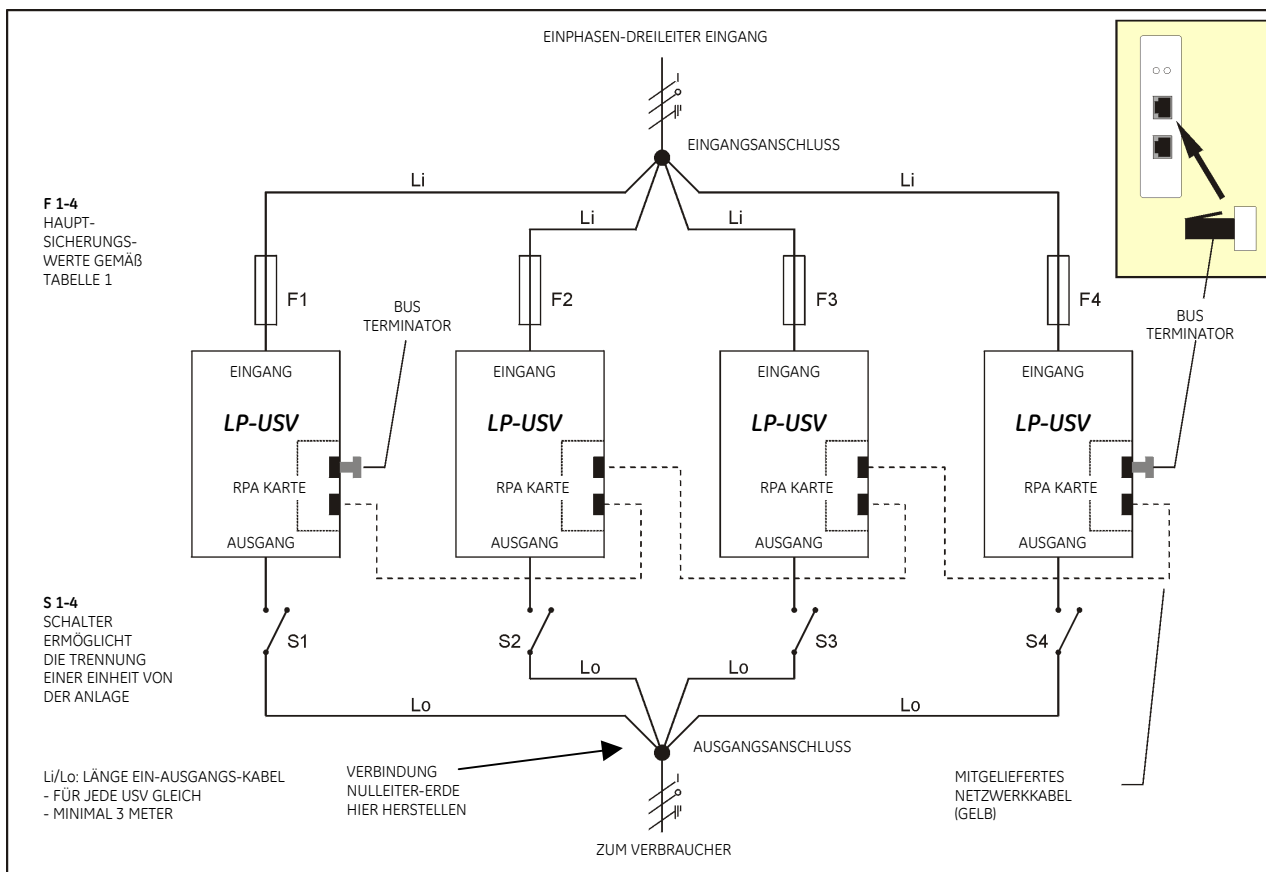 EINPHASEN-DREILEITER EINGANG
EINGANGSANSCHLUSS
Li
Li
Li
Li
F 1-4
HAUPT-
SICHERUNGS-
WERTE GEMÄß
TABELLE 1
F1
F2
F3
F4
BUS
TERMINATOR
BUS
TERMINATOR
EINGANG
LP-USV
RPA KARTE
AUSGANG
EINGANG
LP-USV
RPA KARTE
AUSGANG
EINGANG
LP-USV
RPA KARTE
AUSGANG
EINGANG
LP-USV
RPA KARTE
AUSGANG
S 1-4
SCHALTER
ERMÖGLICHT
DIE TRENNUNG
EINER EINHEIT VON
DER ANLAGE
S1
S2
S3
S4
Lo
Lo
Lo
Lo
AUSGANGSANSCHLUSS
Li/Lo: LÄNGE EIN-AUSGANGS-KABEL
- FÜR JEDE USV GLEICH
- MINIMAL 3 METER
VERBINDUNG
NULLEITER-ERDE
HIER HERSTELLEN
MITGELIEFERTES
NETZWERKKABEL
(GELB)
ZUM VERBRAUCHER